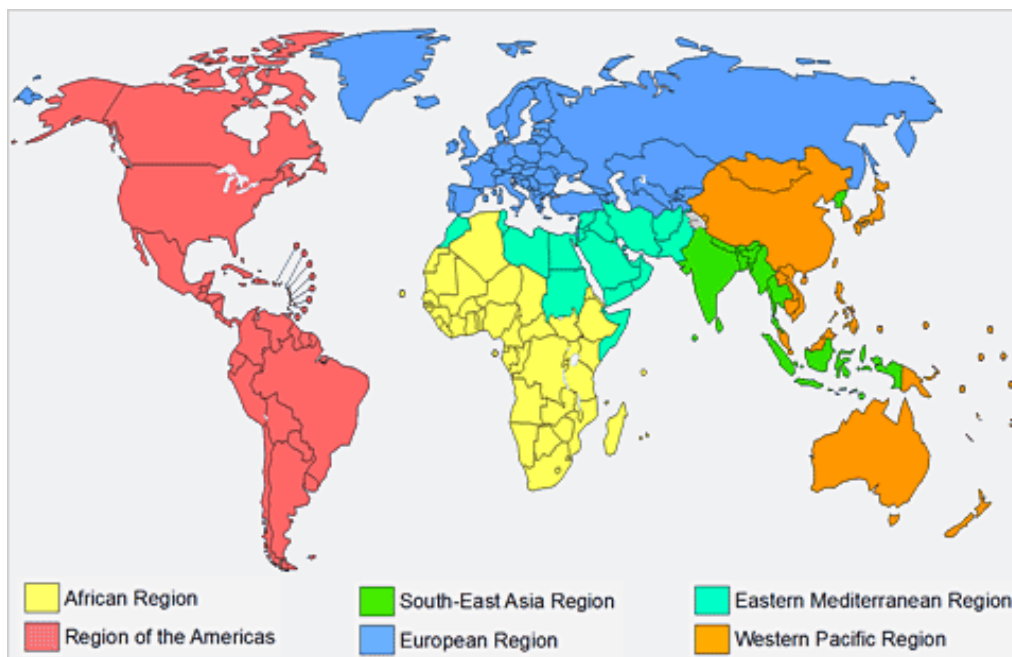 African Region
South-East Asia Region
Eastern Mediterranean Region
Region of the Americas
European Region
Western Pacific Region